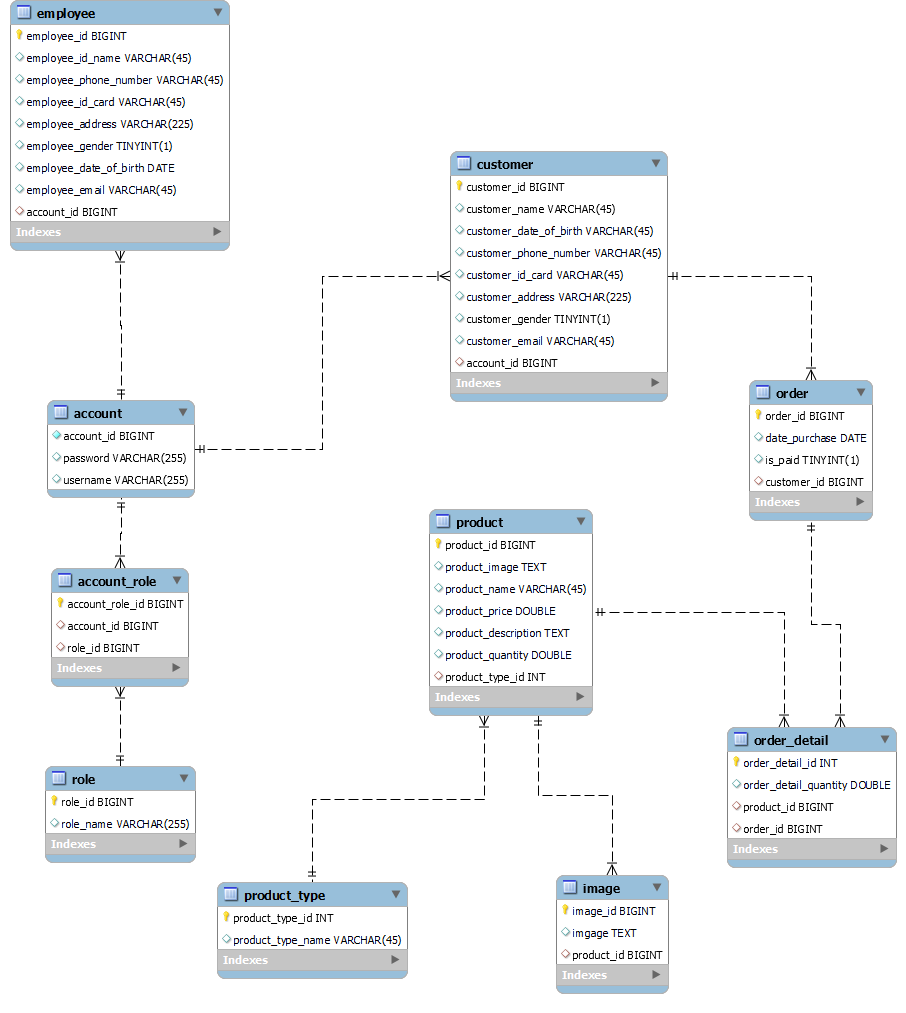 employee
employee_id BIGINT
employee_id_name VARCHAR(45)
employee_phone_number VARCHAR(45)
employee_id_card VARCHAR(45)
employee_address VARCHAR(225)
employee_gender TINYINT(1)
employee_date_of_birth DATE
employee_email VARCHAR(45)
account_id BIGINT
Indexes
customer
customer_id BIGINT
customer_name VARCHAR(45)
customer_date_of_birth VARCHAR(45)
customer_phone_number VARCHAR(45)
customer_id_card VARCHAR(45)
customer_address VARCHAR(225)
customer_gender TINYINT(1)
customer_email VARCHAR(45)
account_id BIGINT
Indexes
order
order_id BIGINT
date_purchase DATE
is_paid TINYINT(1)
customer_id BIGINT
Indexes
account
account_id BIGINT
password VARCHAR(255)
username VARCHAR(255)
product
product_id BIGINT
product_image TEXT
product_name VARCHAR(45)
product_price DOUBLE
product_description TEXT
product_quantity DOUBLE
product_type_id INT
Indexes
account_role
account_role_id BIGINT
account_id BIGINT
role_id BIGINT
Indexes
order_detail
order_detail_id INT
order_detail_quantity DOUBLE
product_id BIGINT
order_id BIGINT
Indexes
role
role_id BIGINT
role_name VARCHAR(255)
Indexes
product_type
product_type_id INT
product_type_name VARCHAR(45)
Indexes
image
image_id BIGINT
imgage TEXT
product_id BIGINT
Indexes